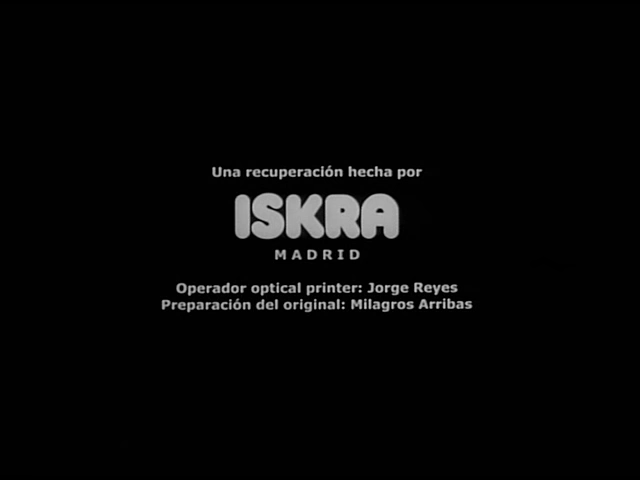 Una recuperación hecha por
ISKRA
MADRID
Operador optical printer: Jorge Reyes
Preparación del original: Milagros Arribas